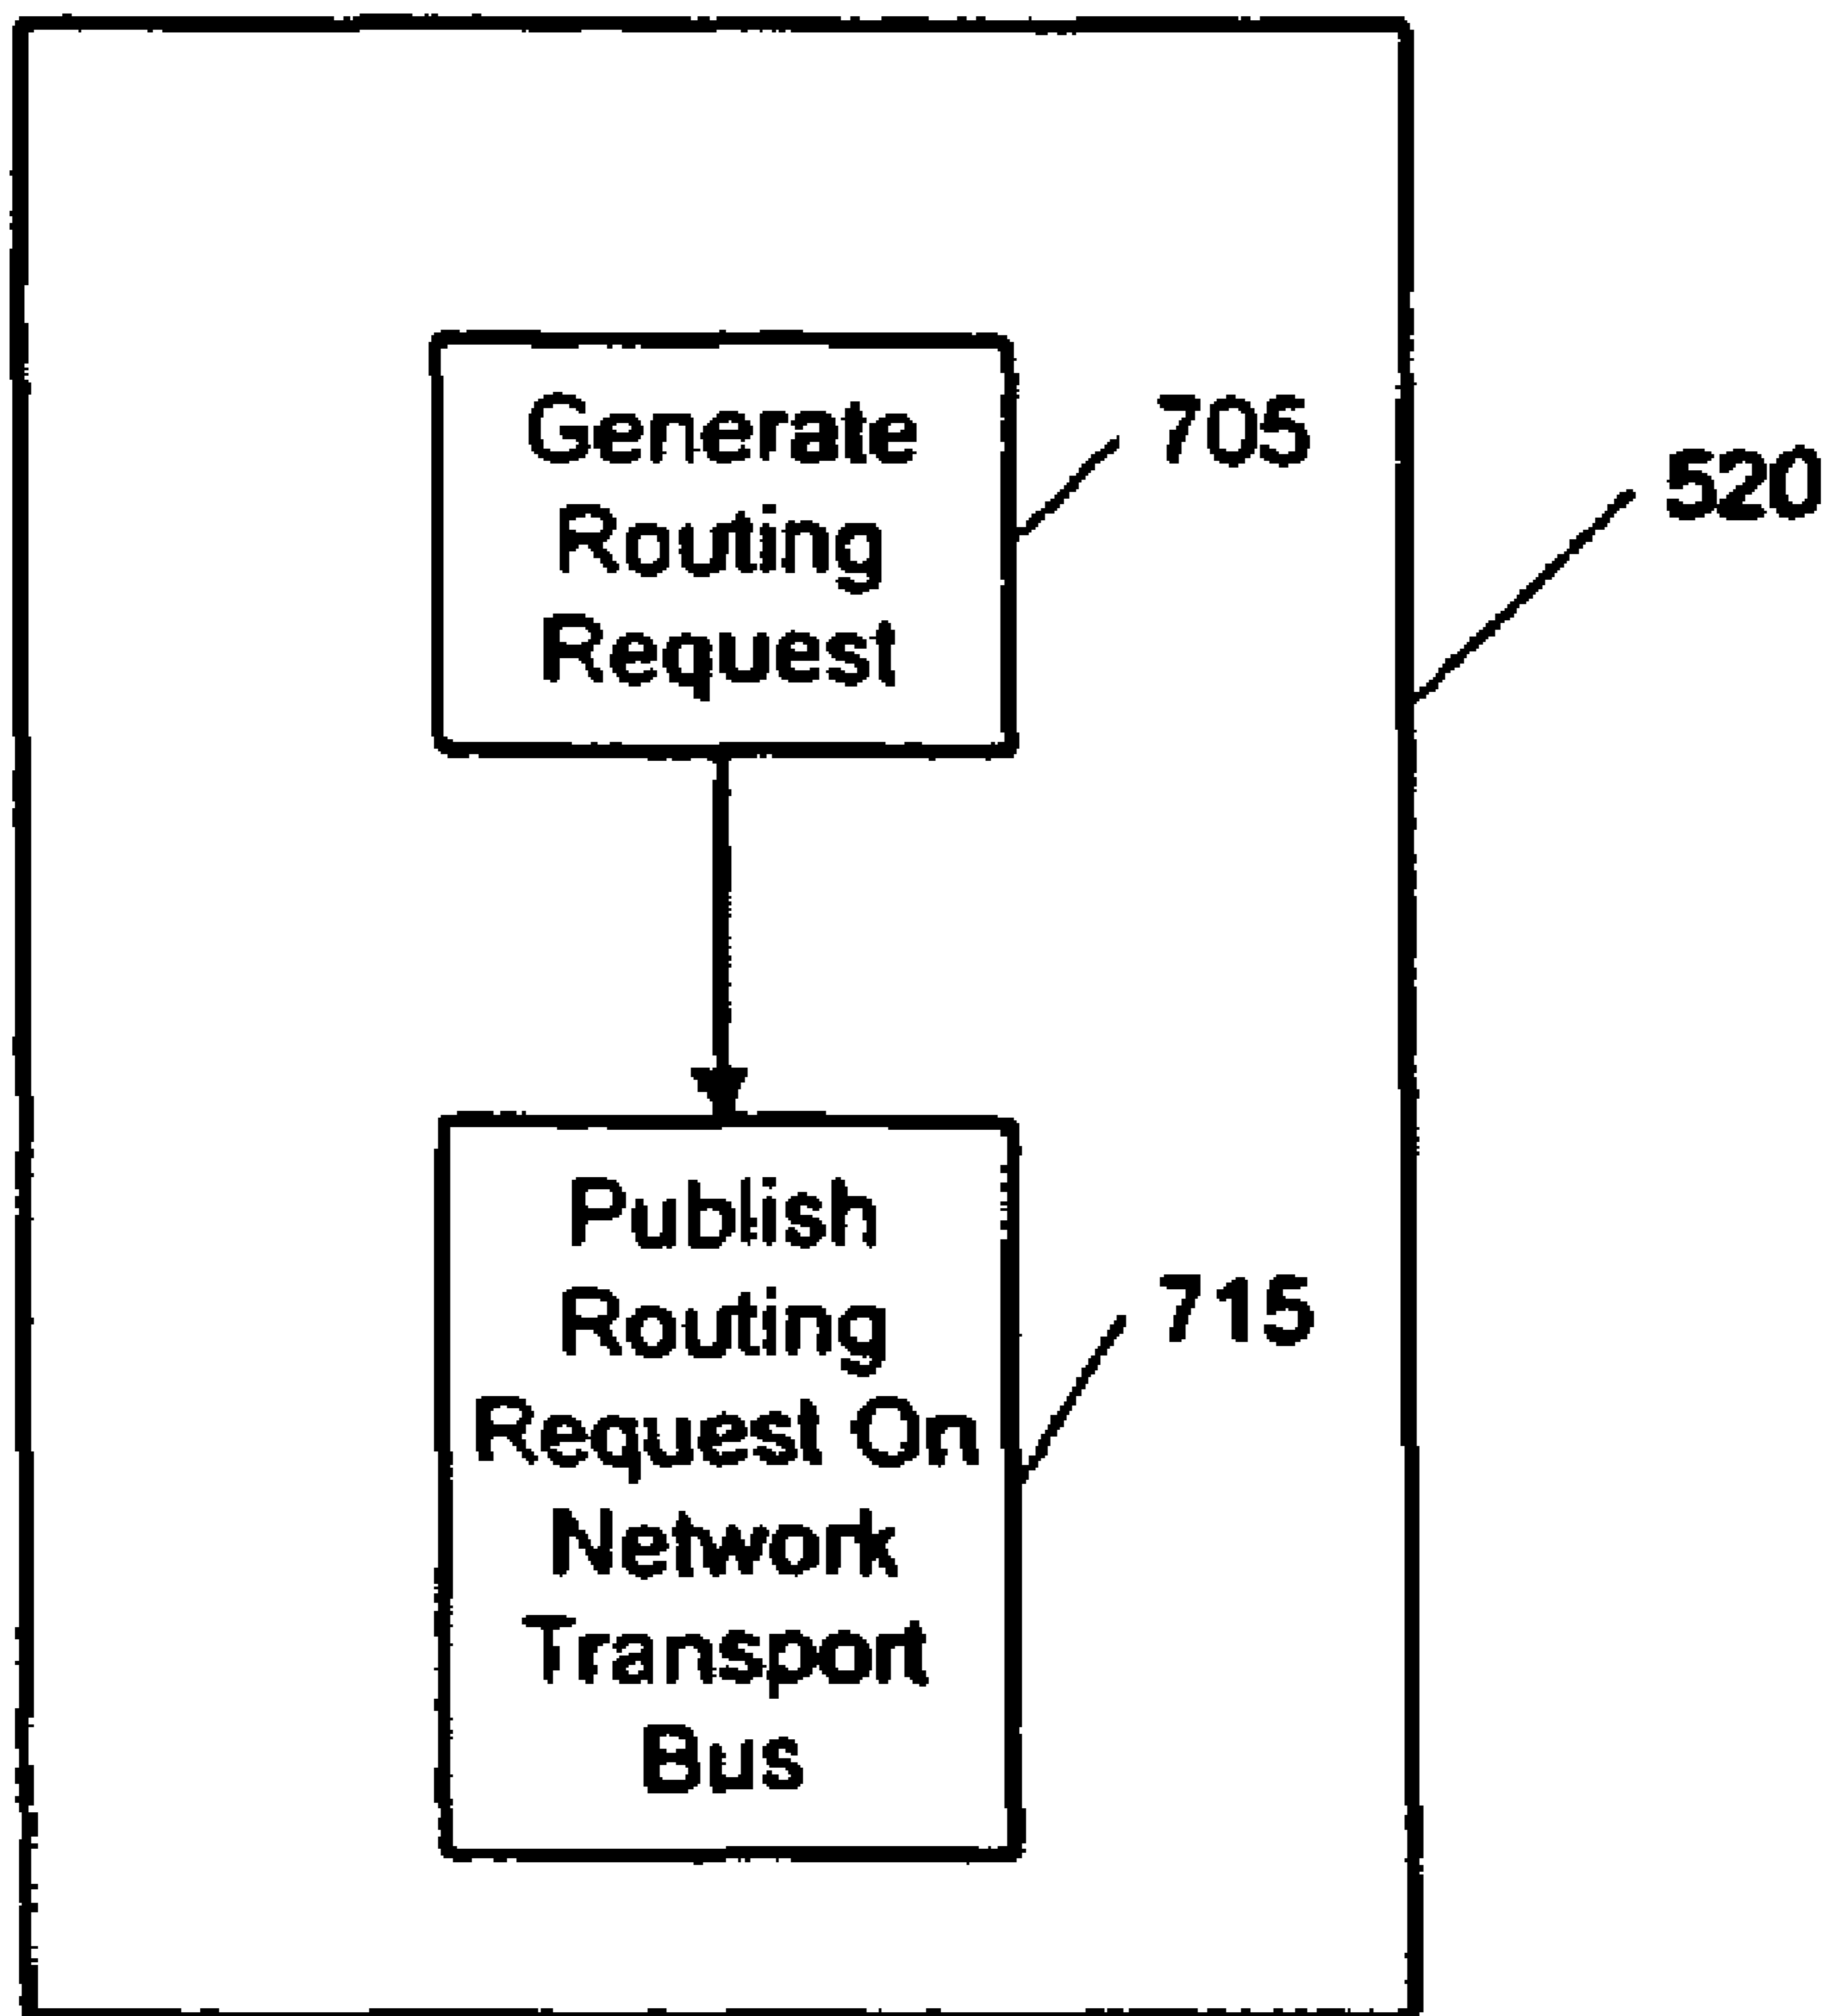 Generate
Routing
Request
705
520
Publish
Routing
Request On
Network
Transport
Bus
715